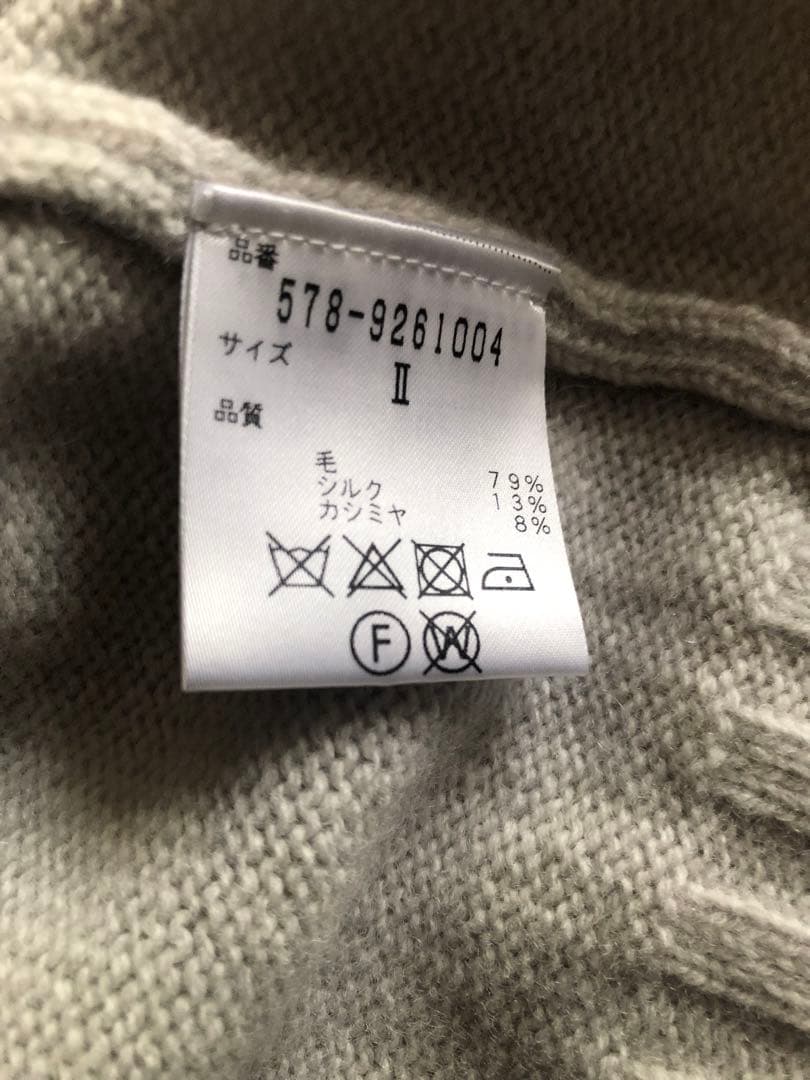 品番
578-9261004
サイズ
II
品質
毛 79%
シルク 13%
カシミヤ 8%
F W